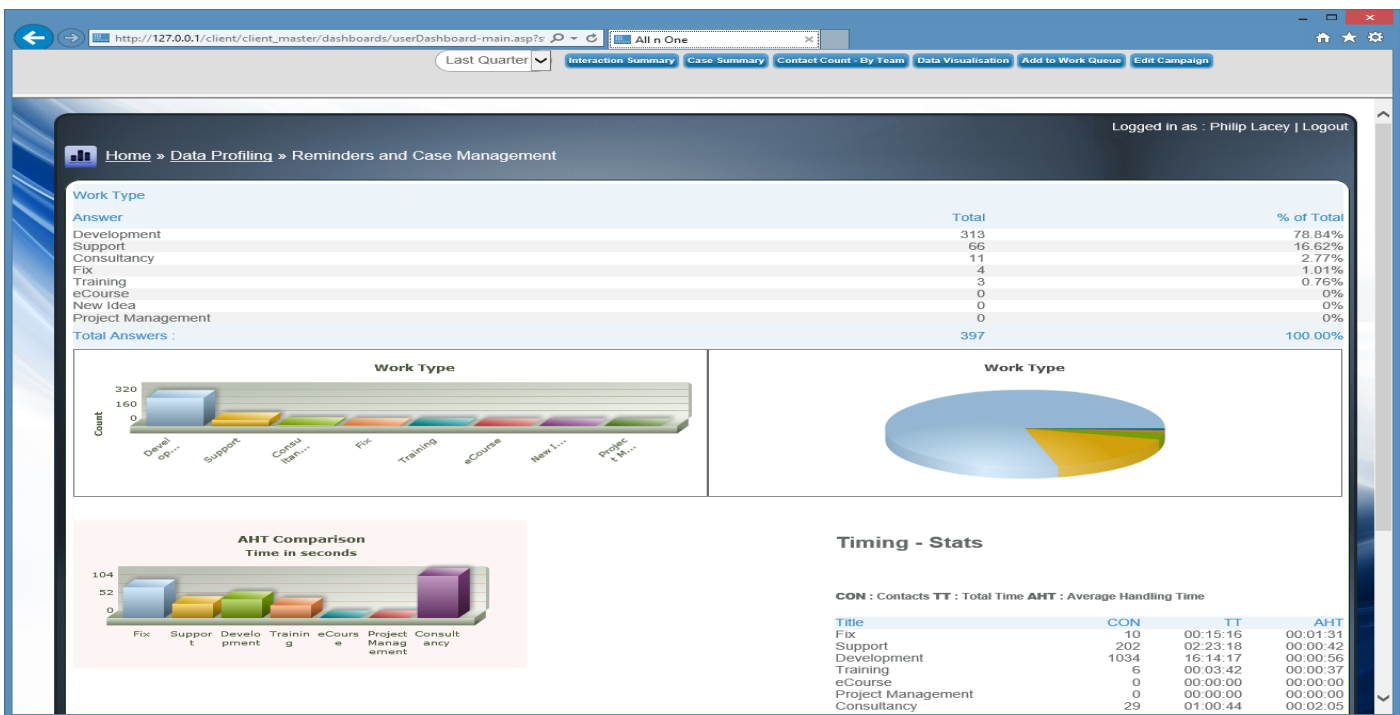 http://127.0.0.1/client/client_master/dashboards/userDashboard-main.asp?s All n One
Last Quarter Interaction Summary Case Summary Contact Count - By Team Data Visualisation Add to Work Queue Edit Campaign
Logged in as : Philip Lacey | Logout
Home » Data Profiling » Reminders and Case Management
Work Type
Answer Total % of Total
Development 313 78.84%
Support 66 16.62%
Consultancy 11 2.77%
Fix 4 1.01%
Training 3 0.76%
eCourse 0 0%
New Idea 0 0%
Project Management 0 0%
Total Answers : 397 100.00%
Work Type
320
160
0
Count
Devel op... Support Consu ltan... Fix Training eCourse New I... Projec t M...
Work Type
AHT Comparison
Time in seconds
104
52
0
Fix Suppor Develo Trainin eCours Project Consult
t pment g e Manag ancy
ement
Timing - Stats
CON : Contacts TT : Total Time AHT : Average Handling Time
Title CON TT AHT
Fix 10 00:15:16 00:01:31
Support 202 02:23:18 00:00:42
Development 1034 16:14:17 00:00:56
Training 6 00:03:42 00:00:37
eCourse 0 00:00:00 00:00:00
Project Management 0 00:00:00 00:00:00
Consultancy 29 01:00:44 00:02:05